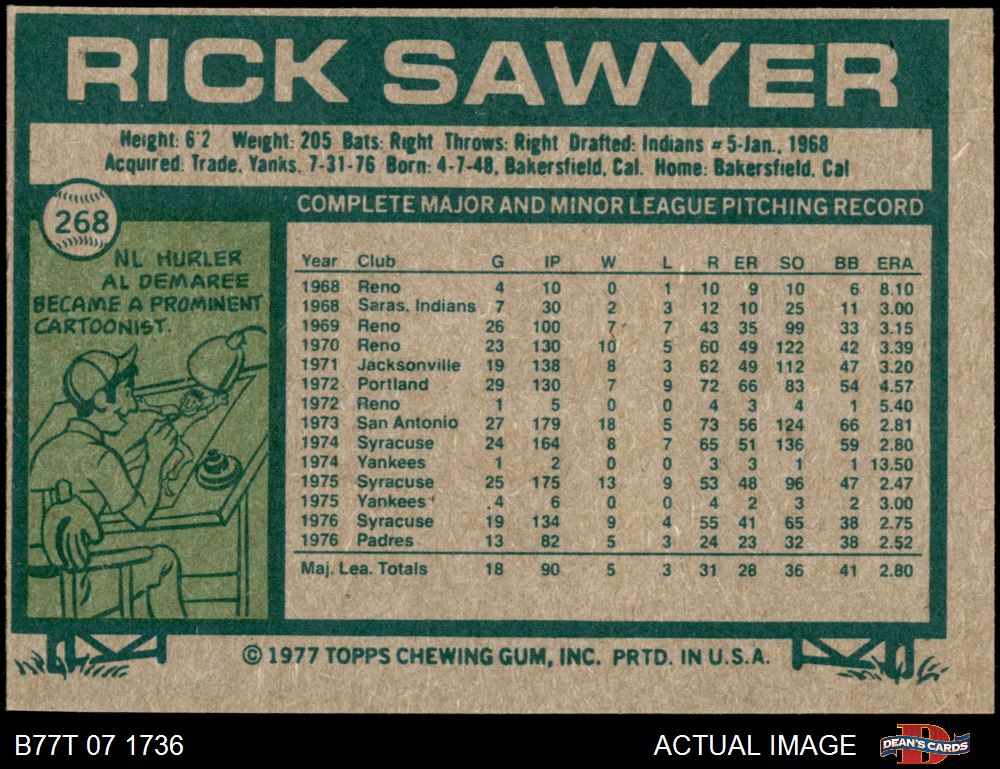 RICK SAWYER
Height: 6'2 Weight: 205 Bats: Right Throws: Right Drafted: Indians #5-Jan., 1968
Acquired: Trade, Yanks. 7-31-76 Born: 4-7-48, Bakersfield, Cal. Home: Bakersfield, Cal
268
COMPLETE MAJOR AND MINOR LEAGUE PITCHING RECORD
NL HURLER
AL DEMAREE
BECAME A PROMINENT
CARTOONIST.
Year Club G IP W L R ER SO BB ERA
1968 Reno 4 10 0 1 10 9 10 6 8.10
1968 Saras. Indians 7 30 2 3 12 10 25 11 3.00
1969 Reno 26 100 7 7 43 35 99 33 3.15
1970 Reno 23 130 10 5 60 49 122 42 3.39
1971 Jacksonville 19 138 8 3 62 49 112 47 3.20
1972 Portland 29 130 7 9 72 66 83 54 4.57
1972 Reno 1 5 0 0 4 3 4 1 5.40
1973 San Antonio 27 179 18 5 73 56 124 66 2.81
1974 Syracuse 24 164 8 7 65 51 136 59 2.80
1974 Yankees 1 2 0 0 3 3 1 1 13.50
1975 Syracuse 25 175 13 9 53 48 96 47 2.47
1975 Yankees 4 6 0 0 4 2 3 2 3.00
1976 Syracuse 19 134 9 4 55 41 65 38 2.75
1976 Padres 13 82 5 3 24 23 32 38 2.52
Maj. Lea. Totals 18 90 5 3 31 28 36 41 2.80
© 1977 TOPPS CHEWING GUM, INC. PRTD. IN U.S.A.
B77T 07 1736
ACTUAL IMAGE
DEAN'S CARDS